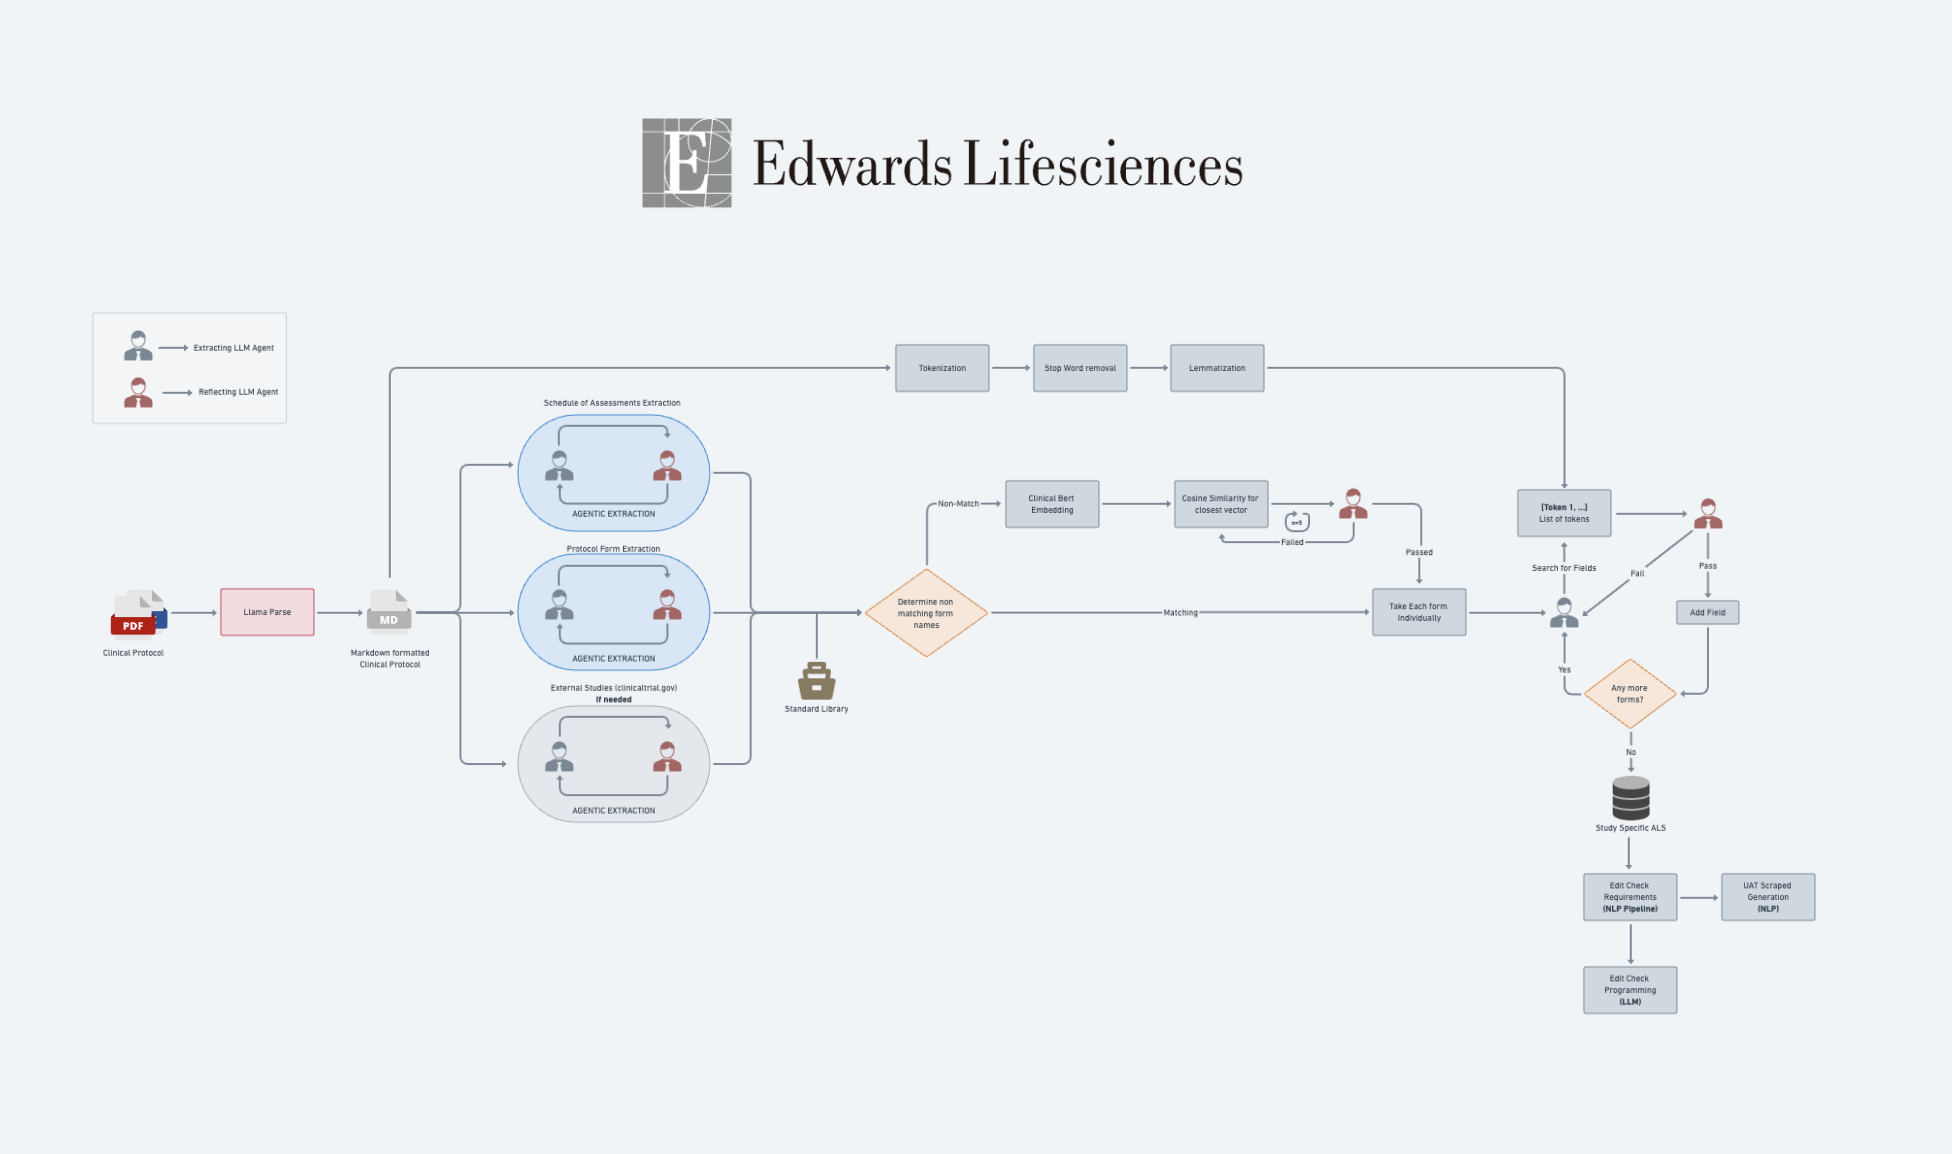 E
Edwards Lifesciences
Extracting LLM Agent
Reflecting LLM Agent
Tokenization
Stop Word removal
Lemmatization
Schedule of Assessments Extraction
AGENTIC EXTRACTION
Protocol Form Extraction
AGENTIC EXTRACTION
External Studies (clinicaltrial.gov)
If needed
AGENTIC EXTRACTION
PDF
Clinical Protocol
Llama Parse
MD
Markdown formatted
Clinical Protocol
Standard Library
Determine non
matching form
names
Non-Match
Clinical Bert
Embedding
Cosine Similarity for
closest vector
n=5
Failed
Passed
Matching
Take Each form
Individually
[Token 1, ...]
List of tokens
Search for Fields
Fail
Pass
Add Field
Yes
Any more
forms?
No
Study Specific ALS
Edit Check
Requirements
(NLP Pipeline)
UAT Scraped
Generation
(NLP)
Edit Check
Programming
(LLM)